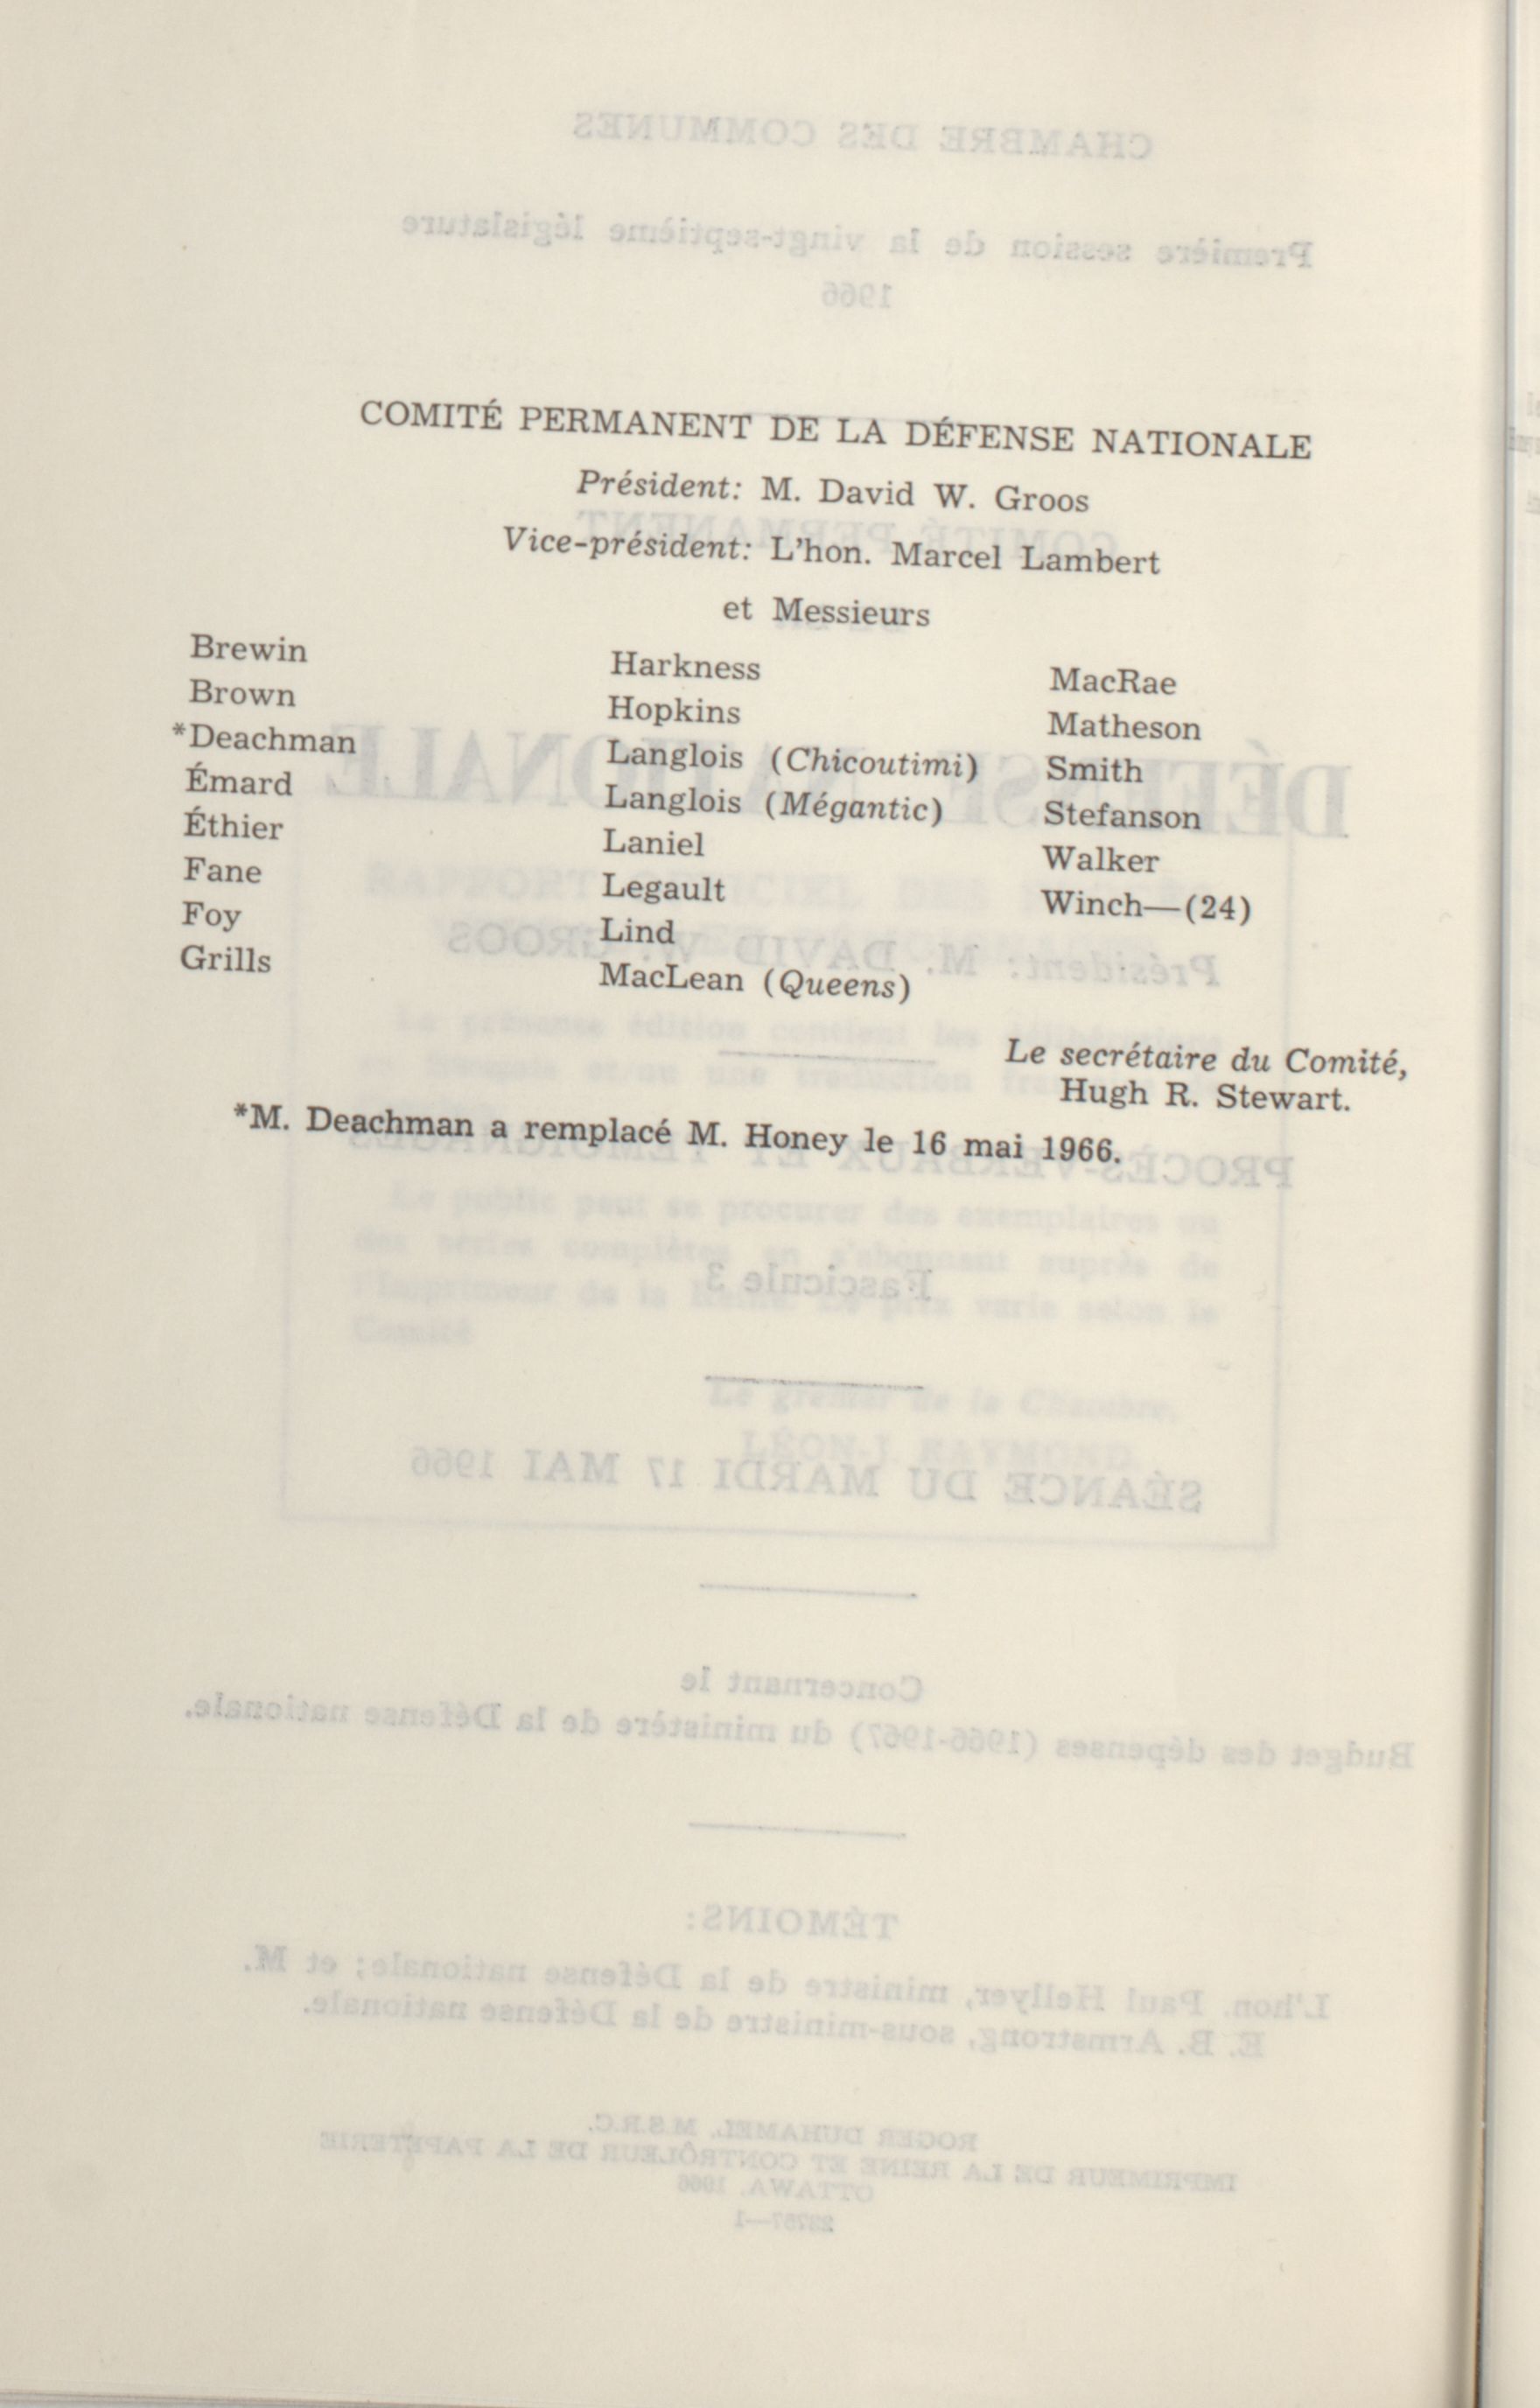 COMITÉ PERMANENT DE LA DÉFENSE NATIONALE
Président: M. David W. Groos
Vice-président: L'hon. Marcel Lambert
et Messieurs
Brewin
Brown
*Deachman
Émard
Éthier
Fane
Foy
Grills
Harkness
Hopkins
Langlois (Chicoutimi)
Langlois (Mégantic)
Laniel
Legault
Lind
MacLean (Queens)
MacRae
Matheson
Smith
Stefanson
Walker
Winch—(24)
Le secrétaire du Comité,
Hugh R. Stewart.
*M. Deachman a remplacé M. Honey le 16 mai 1966.